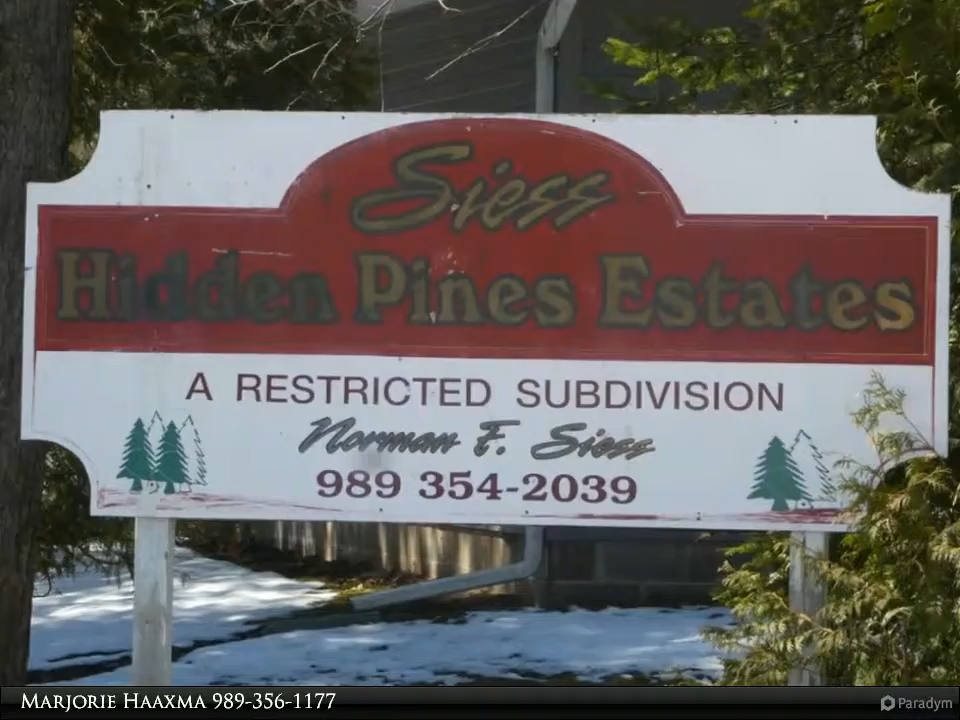 Siess
Hidden Pines Estates
A RESTRICTED SUBDIVISION
Norman F. Siess
989 354-2039
MARJORIE HAAXMA 989-356-1177
Paradym